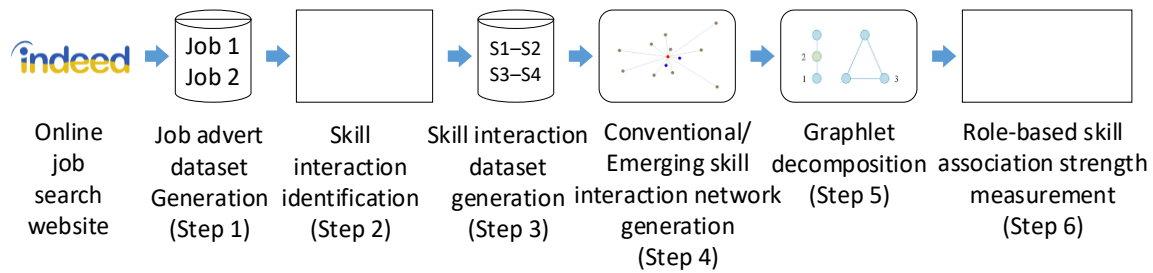 indeed
Job 1
Job 2
S1–S2
S3–S4
2
1
3
Online
job
search
website
Job advert
dataset
Generation
(Step 1)
Skill
interaction
identification
(Step 2)
Skill interaction
dataset
generation
(Step 3)
Conventional/
Emerging skill
interaction network
generation
(Step 4)
Graphlet
decomposition
(Step 5)
Role-based skill
association strength
measurement
(Step 6)